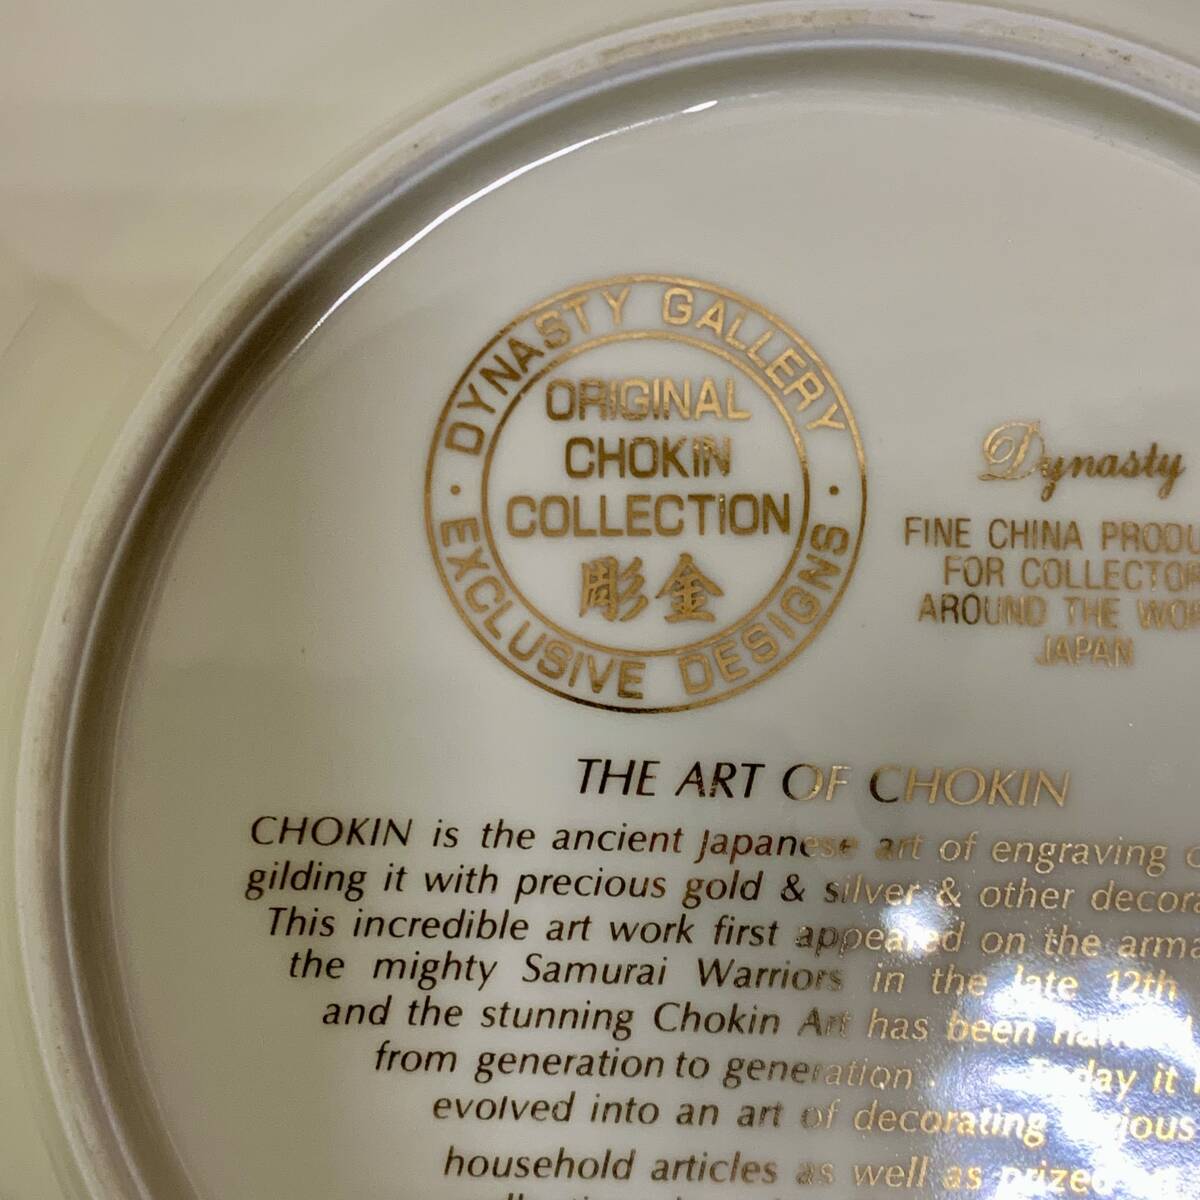 DYNASTY GALLERY
ORIGINAL
CHOKIN
COLLECTION
彫金
EXCLUSIVE DESIGNS
Dynasty
FINE CHINA
FOR
AROUND THE
JAPAN
THE ART OF CHOKIN
CHOKIN is the ancient Japanese art of engraving
gilding it with precious gold & silver & other
This incredible art work first appeared on the
the mighty Samurai Warriors in the late 12th
and the stunning Chokin Art has been
from generation to generation . Today it
evolved into an art of decorating
household articles as well as prized